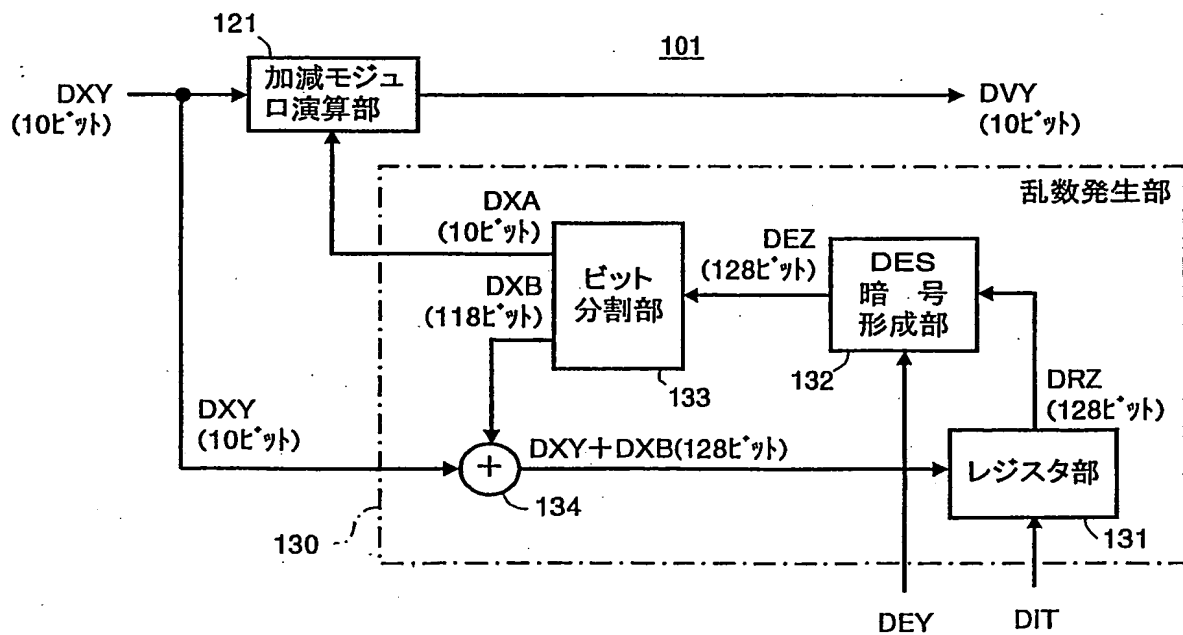 121
101
加減モジュ
ロ演算部
DXY
(10ビット)
DVY
(10ビット)
乱数発生部
DXA
(10ビット)
DXB
(118ビット)
ビット
分割部
133
DEZ
(128ビット)
DES
暗 号
形成部
132
DRZ
(128ビット)
DXY
(10ビット)
+
134
DXY+DXB(128ビット)
レジスタ部
131
130
DEY
DIT